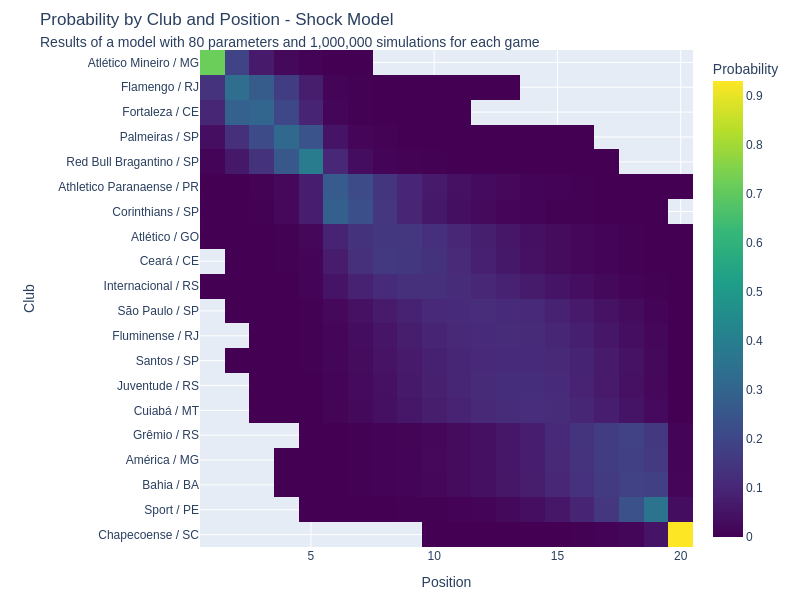 Probability by Club and Position - Shock Model
Results of a model with 80 parameters and 1,000,000 simulations for each game
Probability
Atlético Mineiro / MG
Flamengo / RJ
Fortaleza / CE
Palmeiras / SP
Red Bull Bragantino / SP
Athletico Paranaense / PR
Corinthians / SP
Atlético / GO
Ceará / CE
Internacional / RS
São Paulo / SP
Fluminense / RJ
Santos / SP
Juventude / RS
Cuiabá / MT
Grêmio / RS
América / MG
Bahia / BA
Sport / PE
Chapecoense / SC
Club
5
10
15
20
Position
0.9
0.8
0.7
0.6
0.5
0.4
0.3
0.2
0.1
0